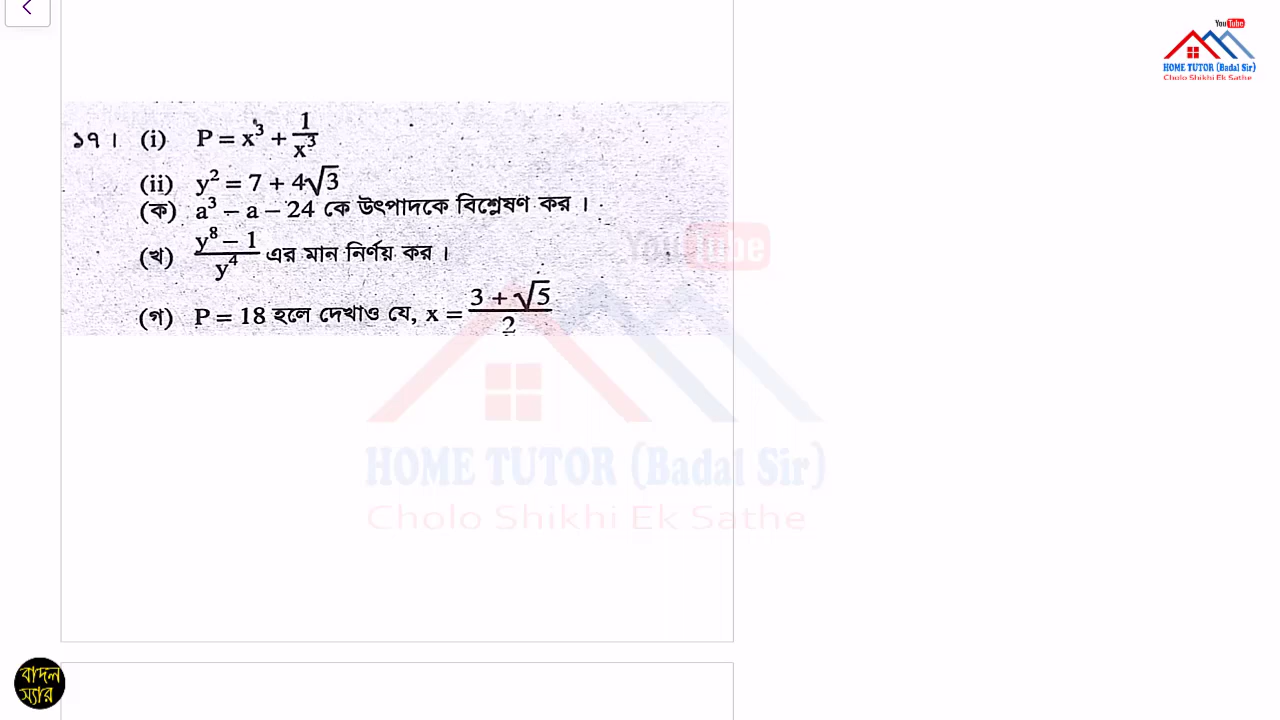 YouTube
HOME TUTOR (Badal Sir)
Cholo Shikhi Ek Sathe
১৭। (i) P = x³ + 1/x³
(ii) y² = 7 + 4√3
(ক) a³ – a – 24 কে উৎপাদকে বিশ্লেষণ কর।
(খ) (y⁸ – 1)/y⁴ এর মান নির্ণয় কর।
(গ) P = 18 হলে দেখাও যে, x = (3 + √5)/2
YouTube
HOME TUTOR (Badal Sir)
Cholo Shikhi Ek Sathe
বাদল
স্যার